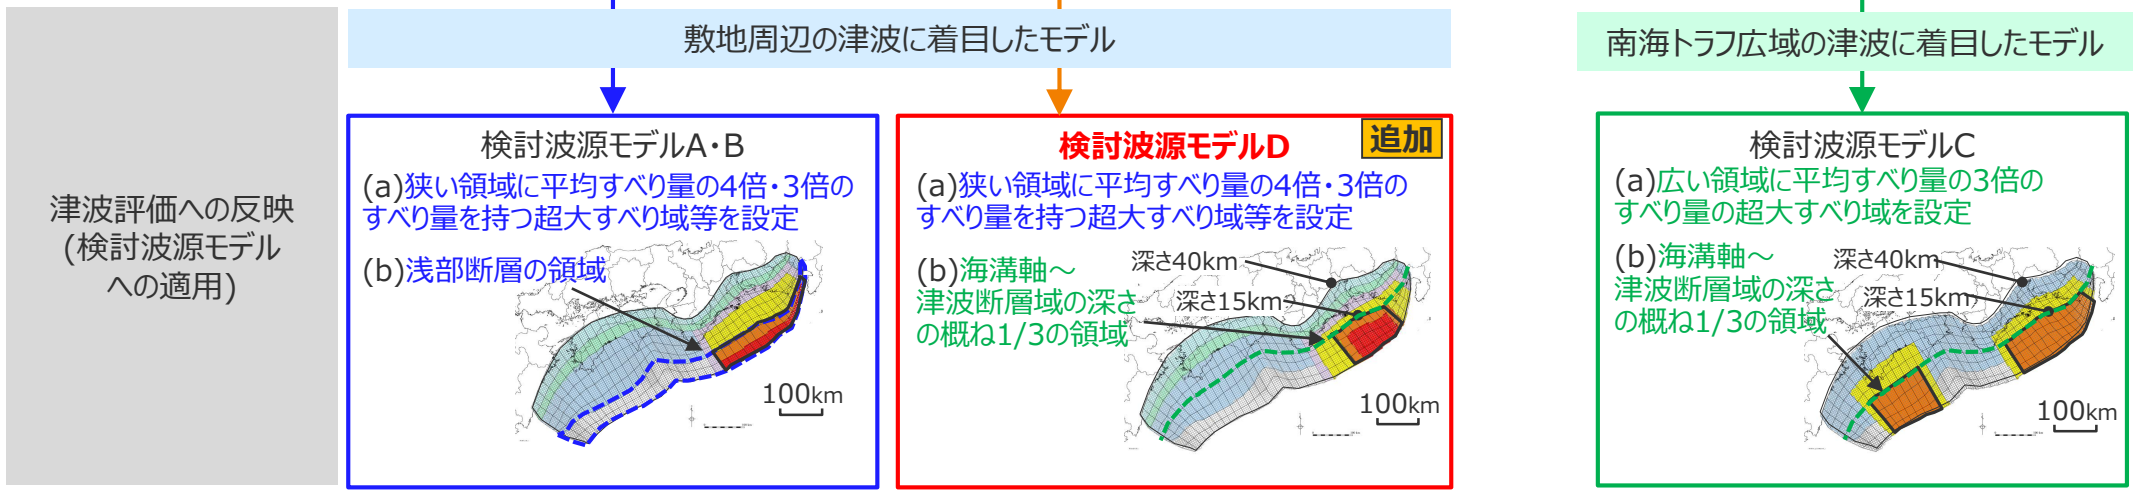 津波評価への反映
(検討波源モデル
への適用)
敷地周辺の津波に着目したモデル
検討波源モデルA・B
(a)狭い領域に平均すべり量の4倍・3倍の
すべり量を持つ超大すべり域等を設定
(b)浅部断層の領域
100km
検討波源モデルD
追加
(a)狭い領域に平均すべり量の4倍・3倍の
すべり量を持つ超大すべり域等を設定
(b)海溝軸～
津波断層域の深さ
の概ね1/3の領域
深さ40km
深さ15km
100km
南海トラフ広域の津波に着目したモデル
検討波源モデルC
(a)広い領域に平均すべり量の3倍の
すべり量の超大すべり域を設定
(b)海溝軸～
津波断層域の深さ
の概ね1/3の領域
深さ40km
深さ15km
100km